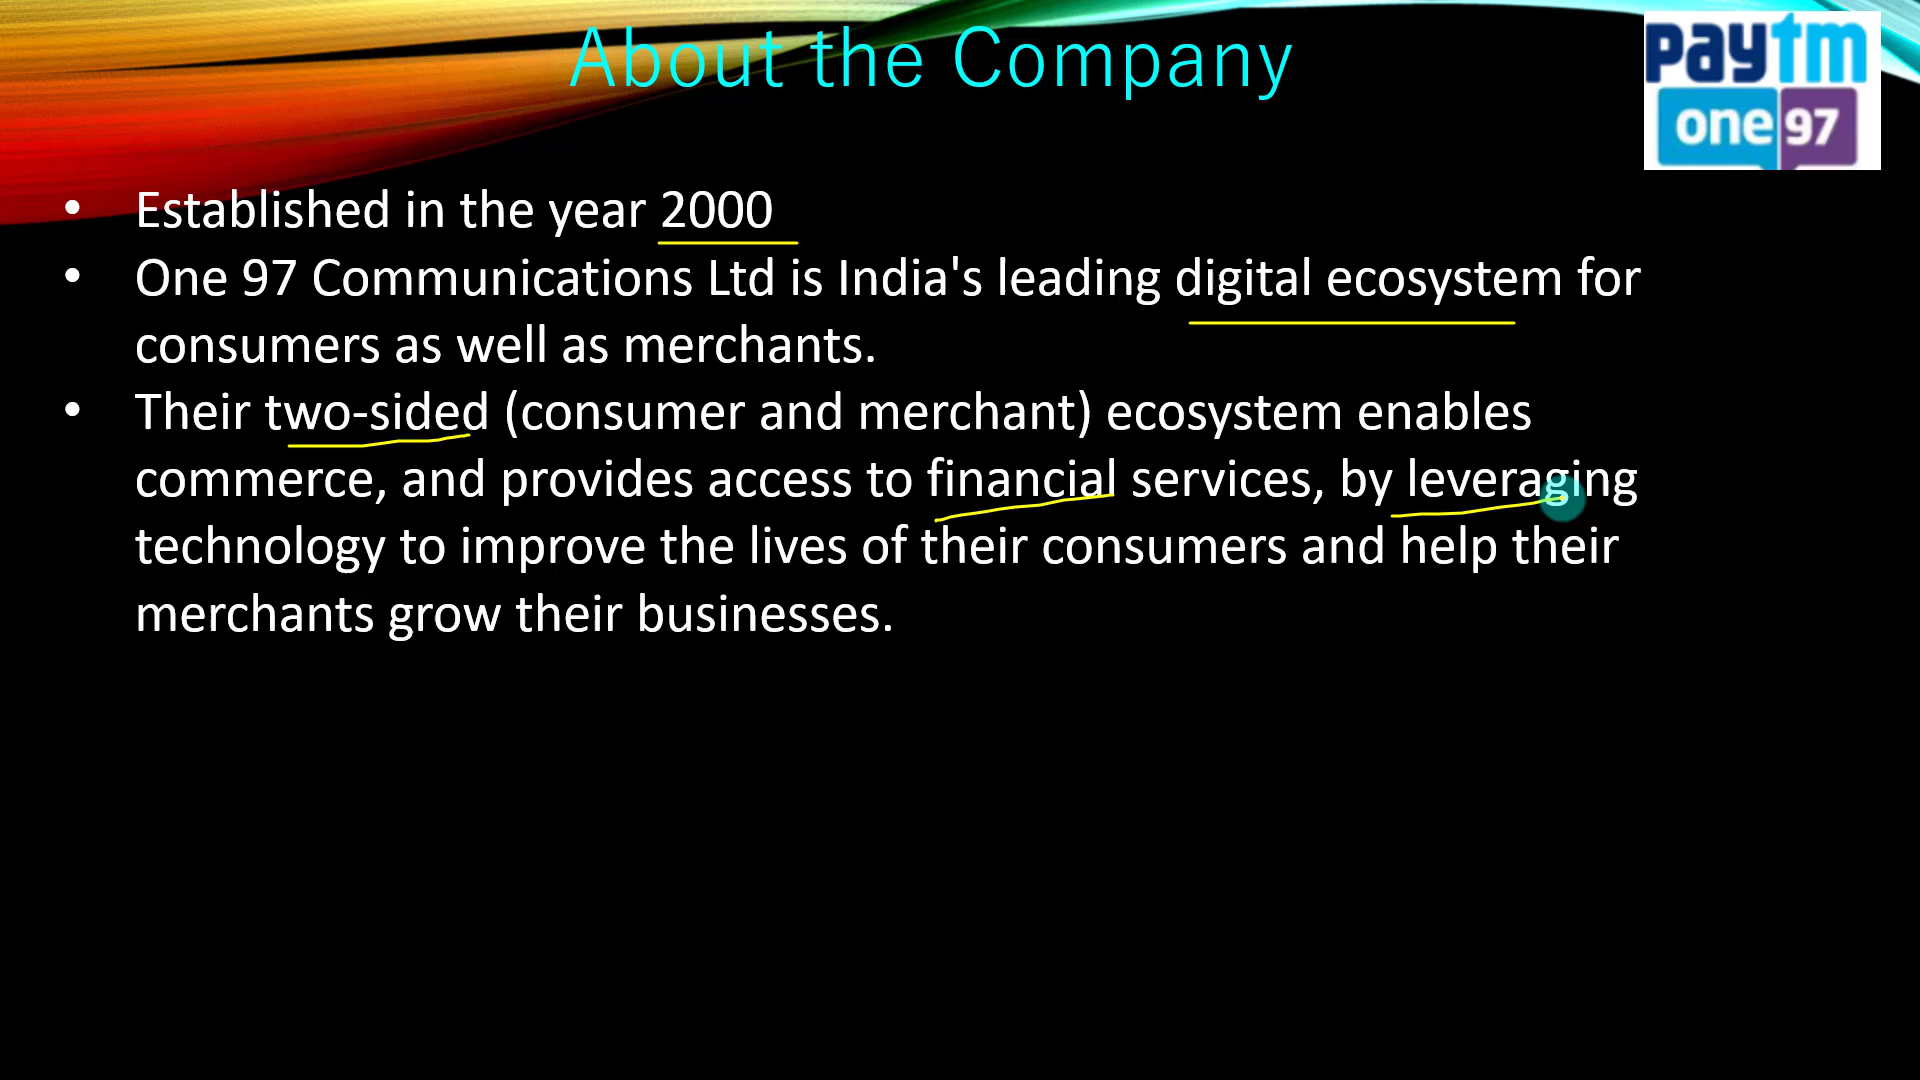 About the Company
paytm
one 97
• Established in the year 2000
• One 97 Communications Ltd is India's leading digital ecosystem for
consumers as well as merchants.
• Their two-sided (consumer and merchant) ecosystem enables
commerce, and provides access to financial services, by leveraging
technology to improve the lives of their consumers and help their
merchants grow their businesses.